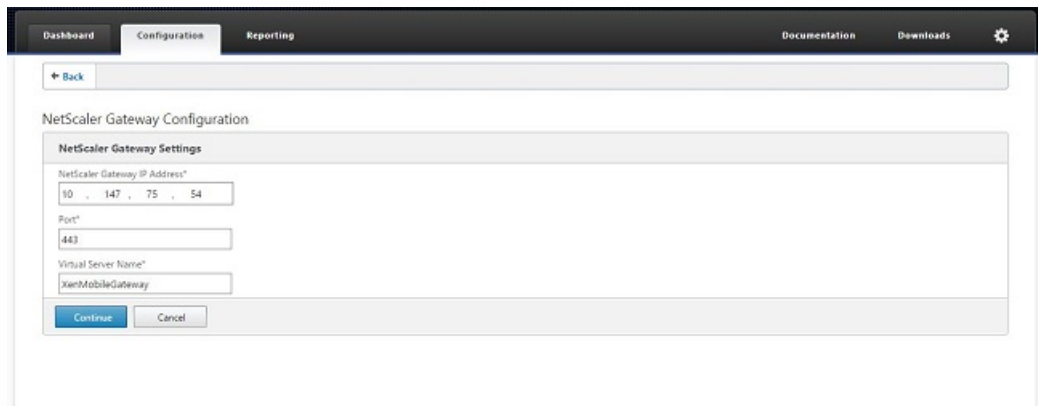 Dashboard Configuration Reporting Documentation Downloads
Back
NetScaler Gateway Configuration
NetScaler Gateway Settings
NetScaler Gateway IP Address*
10 . 147 . 75 . 54
Port*
443
Virtual Server Name*
XenMobileGateway
Continue Cancel